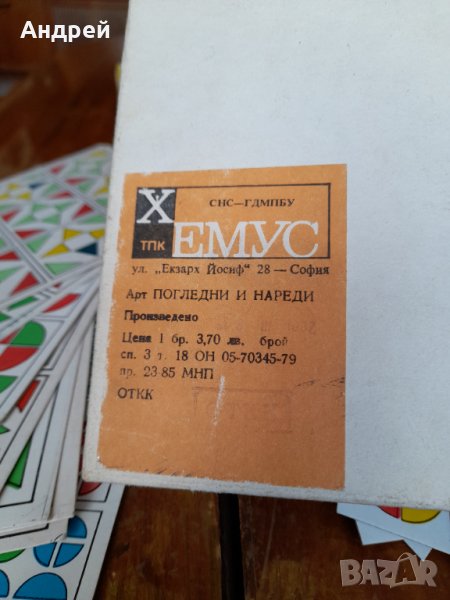 Андрей
СНС—ГДМПБУ
ХЕМУС
ТПК
ул. „Екзарх Йосиф" 28 — София
Арт ПОГЛЕДНИ И НАРЕДИ
Произведено
Цена 1 бр. 3,70 лв. брой
сп. 3 т. 18 ОН 05-70345-79
пр. 23-85 МНП
ОТКК
BAZAR